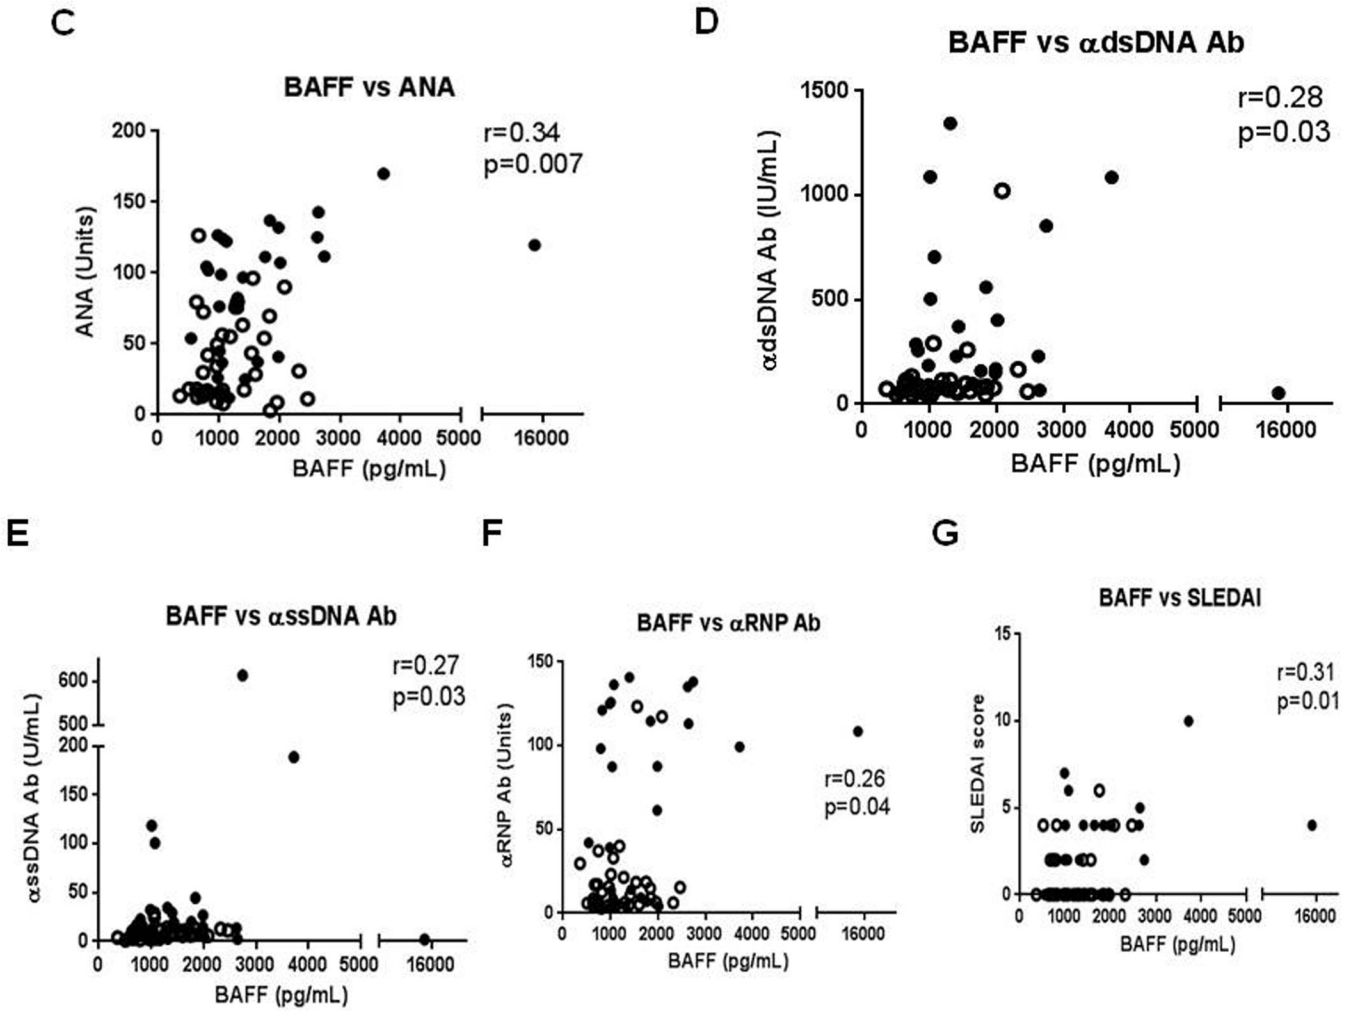 C
BAFF vs ANA
r=0.34
p=0.007
200
150
100
50
0
ANA (Units)
0 1000 2000 3000 4000 5000 16000
BAFF (pg/mL)
D
BAFF vs αdsDNA Ab
r=0.28
p=0.03
1500
1000
500
0
αdsDNA Ab (IU/mL)
0 1000 2000 3000 4000 5000 16000
BAFF (pg/mL)
E
BAFF vs αssDNA Ab
r=0.27
p=0.03
600
500
200
150
100
50
0
αssDNA Ab (U/mL)
0 1000 2000 3000 4000 5000 16000
BAFF (pg/mL)
F
BAFF vs αRNP Ab
150
100
50
0
αRNP Ab (Units)
r=0.26
p=0.04
0 1000 2000 3000 4000 5000 16000
BAFF (pg/mL)
G
BAFF vs SLEDAI
r=0.31
p=0.01
15
10
5
0
SLEDAI score
0 1000 2000 3000 4000 5000 16000
BAFF (pg/mL)